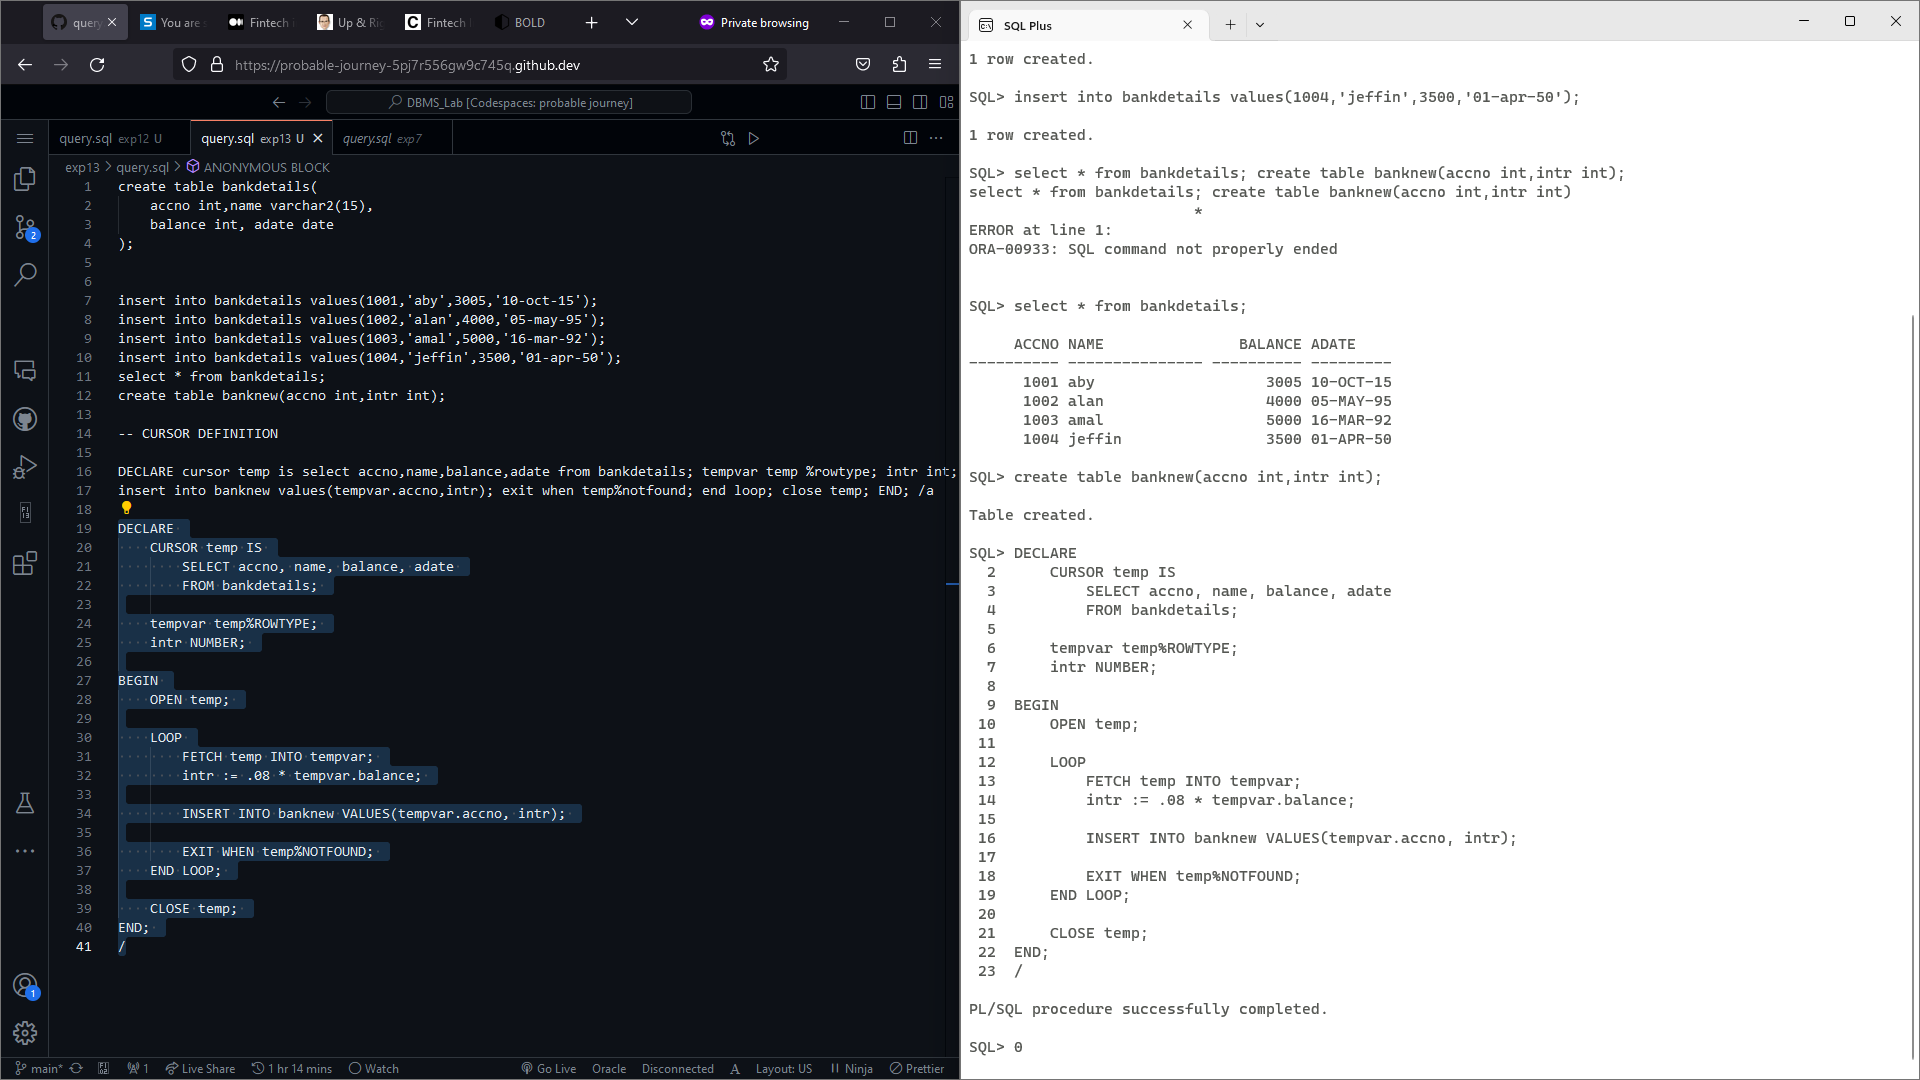 query
You are
Fintech
Up & Ri
Fintech
BOLD
Private browsing
https://probable-journey-5pj7r556gw9c745q.github.dev
DBMS_Lab [Codespaces: probable journey]
query.sql exp12 U
query.sql exp13 U
query.sql exp7
exp13 > query.sql > ANONYMOUS BLOCK
1 create table bankdetails(
2 accno int,name varchar2(15),
3 balance int, adate date
4 );
5
6
7 insert into bankdetails values(1001,'aby',3005,'10-oct-15');
8 insert into bankdetails values(1002,'alan',4000,'05-may-95');
9 insert into bankdetails values(1003,'amal',5000,'16-mar-92');
10 insert into bankdetails values(1004,'jeffin',3500,'01-apr-50');
11 select * from bankdetails;
12 create table banknew(accno int,intr int);
13
14 -- CURSOR DEFINITION
15
16 DECLARE cursor temp is select accno,name,balance,adate from bankdetails; tempvar temp %rowtype; intr int;
17 insert into banknew values(tempvar.accno,intr); exit when temp%notfound; end loop; close temp; END; /a
18
19 DECLARE
20 CURSOR temp IS
21 SELECT accno, name, balance, adate
22 FROM bankdetails;
23
24 tempvar temp%ROWTYPE;
25 intr NUMBER;
26
27 BEGIN
28 OPEN temp;
29
30 LOOP
31 FETCH temp INTO tempvar;
32 intr := .08 * tempvar.balance;
33
34 INSERT INTO banknew VALUES(tempvar.accno, intr);
35
36 EXIT WHEN temp%NOTFOUND;
37 END LOOP;
38
39 CLOSE temp;
40 END;
41 /
2
1
main* 1 Live Share 1 hr 14 mins Watch Go Live Oracle Disconnected A Layout: US Ninja Prettier
SQL Plus
1 row created.
SQL> insert into bankdetails values(1004,'jeffin',3500,'01-apr-50');
1 row created.
SQL> select * from bankdetails; create table banknew(accno int,intr int);
select * from bankdetails; create table banknew(accno int,intr int)
*
ERROR at line 1:
ORA-00933: SQL command not properly ended
SQL> select * from bankdetails;
ACCNO NAME BALANCE ADATE
---------- --------------- ---------- ---------
1001 aby 3005 10-OCT-15
1002 alan 4000 05-MAY-95
1003 amal 5000 16-MAR-92
1004 jeffin 3500 01-APR-50
SQL> create table banknew(accno int,intr int);
Table created.
SQL> DECLARE
2 CURSOR temp IS
3 SELECT accno, name, balance, adate
4 FROM bankdetails;
5
6 tempvar temp%ROWTYPE;
7 intr NUMBER;
8
9 BEGIN
10 OPEN temp;
11
12 LOOP
13 FETCH temp INTO tempvar;
14 intr := .08 * tempvar.balance;
15
16 INSERT INTO banknew VALUES(tempvar.accno, intr);
17
18 EXIT WHEN temp%NOTFOUND;
19 END LOOP;
20
21 CLOSE temp;
22 END;
23 /
PL/SQL procedure successfully completed.
SQL> 0